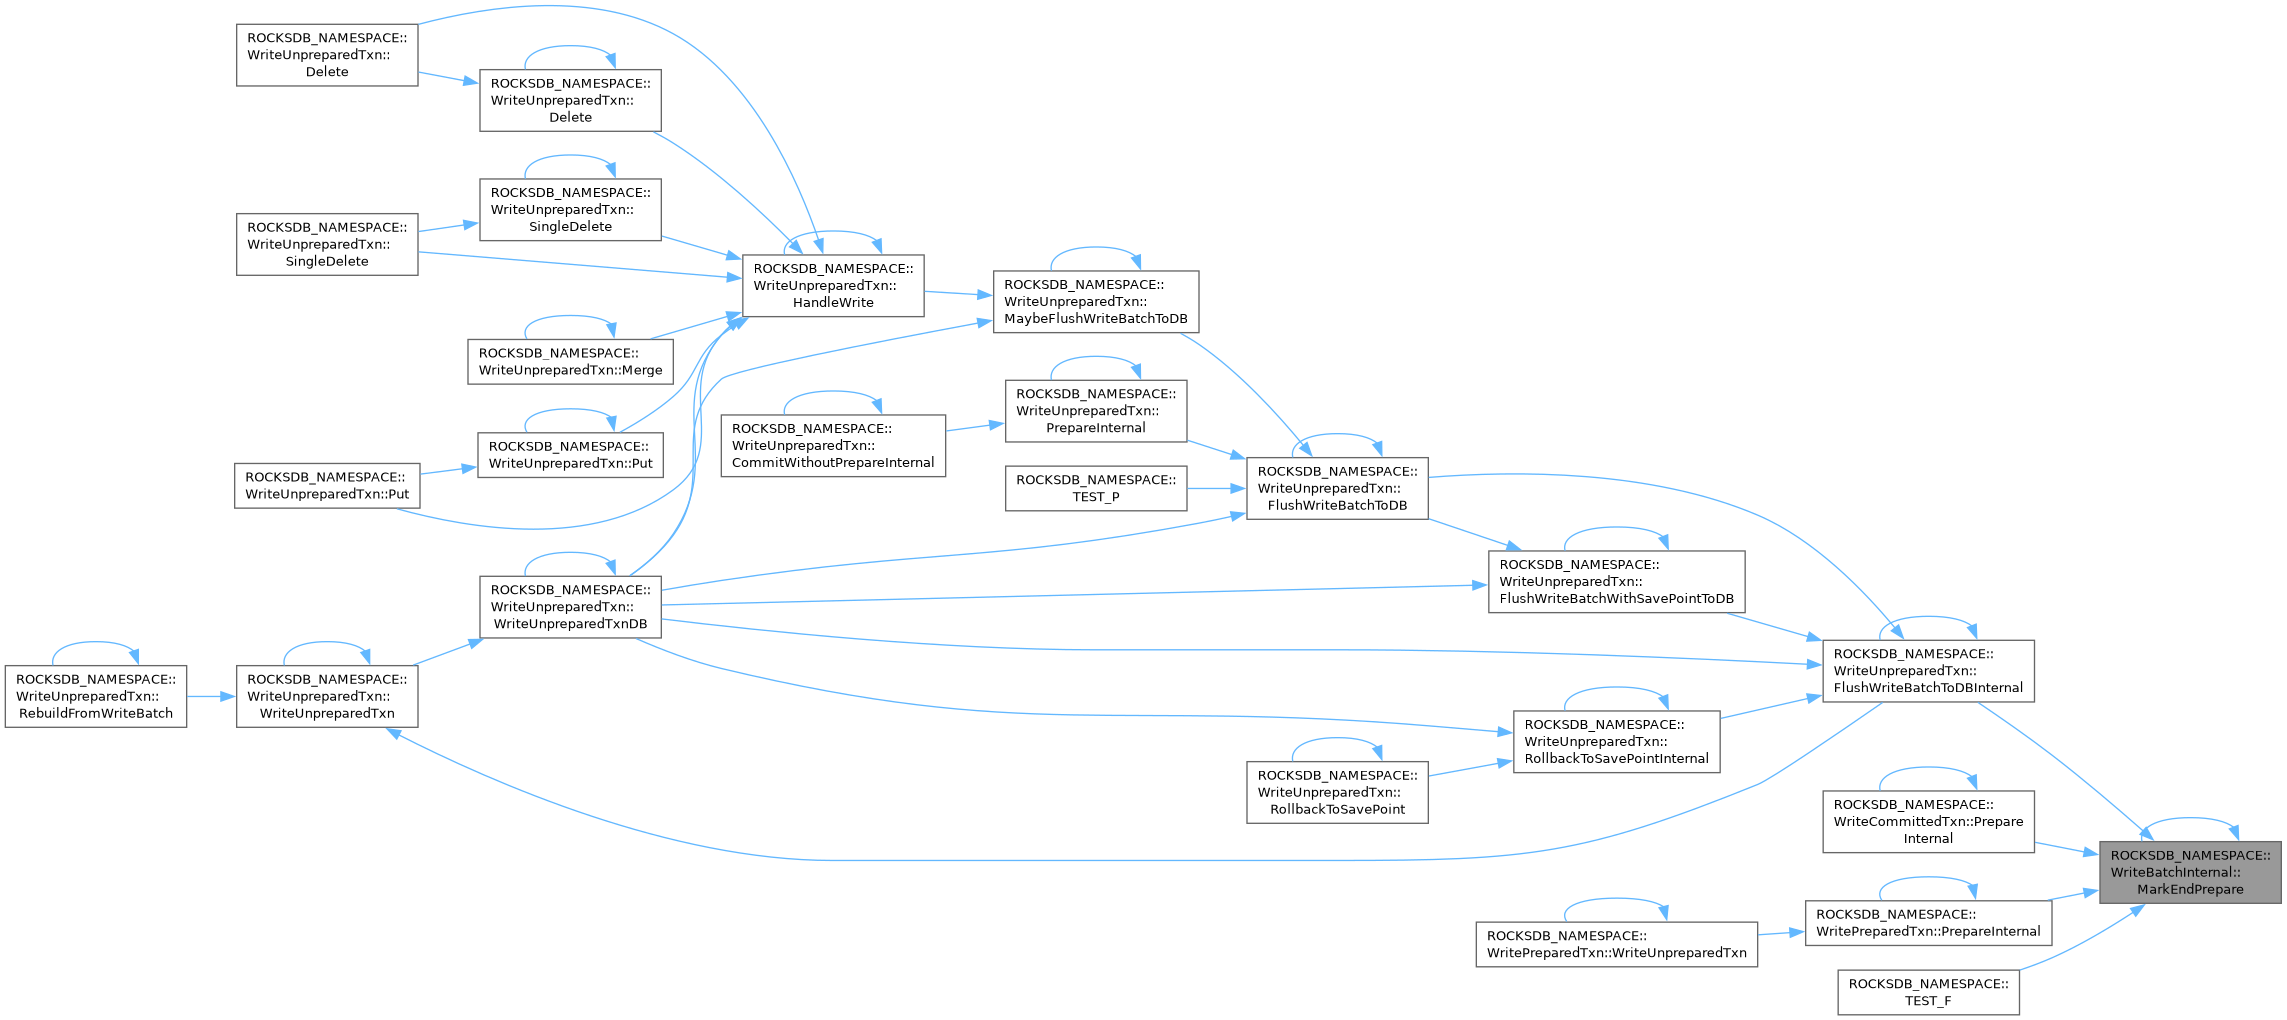 ROCKSDB_NAMESPACE::
WriteUnpreparedTxn::
Delete
ROCKSDB_NAMESPACE::
WriteUnpreparedTxn::
Delete
ROCKSDB_NAMESPACE::
WriteUnpreparedTxn::
SingleDelete
ROCKSDB_NAMESPACE::
WriteUnpreparedTxn::
SingleDelete
ROCKSDB_NAMESPACE::
WriteUnpreparedTxn::
HandleWrite
ROCKSDB_NAMESPACE::
WriteUnpreparedTxn::
MaybeFlushWriteBatchToDB
ROCKSDB_NAMESPACE::
WriteUnpreparedTxn::Merge
ROCKSDB_NAMESPACE::
WriteUnpreparedTxn::
PrepareInternal
ROCKSDB_NAMESPACE::
WriteUnpreparedTxn::
CommitWithoutPrepareInternal
ROCKSDB_NAMESPACE::
WriteUnpreparedTxn::Put
ROCKSDB_NAMESPACE::
WriteUnpreparedTxn::Put
ROCKSDB_NAMESPACE::
TEST_P
ROCKSDB_NAMESPACE::
WriteUnpreparedTxn::
FlushWriteBatchToDB
ROCKSDB_NAMESPACE::
WriteUnpreparedTxn::
FlushWriteBatchWithSavePointToDB
ROCKSDB_NAMESPACE::
WriteUnpreparedTxn::
WriteUnpreparedTxnDB
ROCKSDB_NAMESPACE::
WriteUnpreparedTxn::
RebuildFromWriteBatch
ROCKSDB_NAMESPACE::
WriteUnpreparedTxn::
WriteUnpreparedTxn
ROCKSDB_NAMESPACE::
WriteUnpreparedTxn::
FlushWriteBatchToDBInternal
ROCKSDB_NAMESPACE::
WriteUnpreparedTxn::
RollbackToSavePointInternal
ROCKSDB_NAMESPACE::
WriteUnpreparedTxn::
RollbackToSavePoint
ROCKSDB_NAMESPACE::
WriteCommittedTxn::Prepare
Internal
ROCKSDB_NAMESPACE::
WriteBatchInternal::
MarkEndPrepare
ROCKSDB_NAMESPACE::
WritePreparedTxn::PrepareInternal
ROCKSDB_NAMESPACE::
WritePreparedTxn::WriteUnpreparedTxn
ROCKSDB_NAMESPACE::
TEST_F